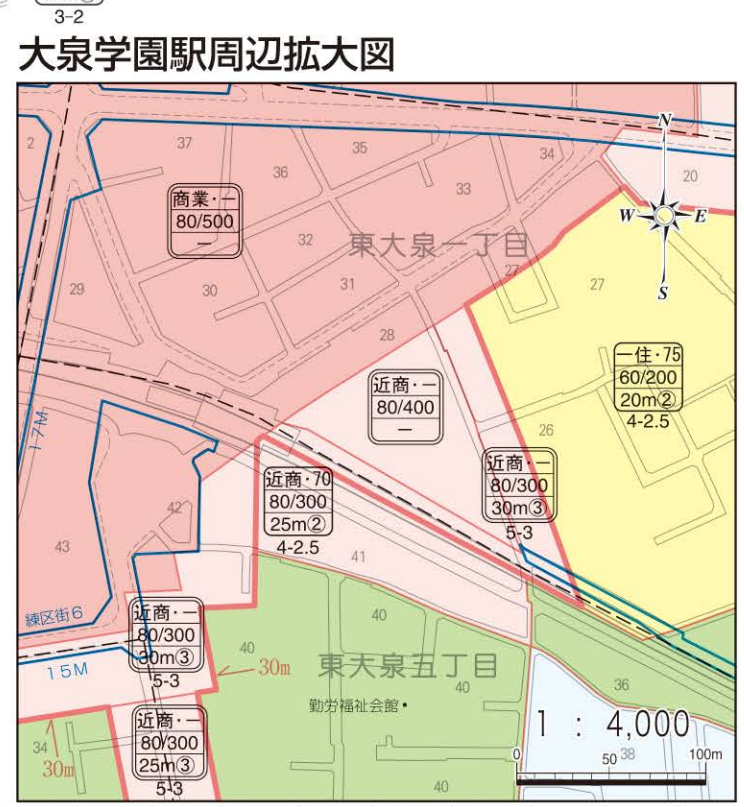 3-2
大泉学園駅周辺拡大図
N
W E
S
2
37
36
35
34
33
20
商業・一
80/500
一
32
東大泉一丁目
27
27
29
30
31
28
一住・75
60/200
20m②
4-2.5
近商・一
80/400
一
17M
26
近商・一
80/300
30m③
5-3
近商・70
80/300
25m②
4-2.5
42
43
41
練区街6
近商・一
80/300
30m③
5-3
15M
40
40
30m
東大泉五丁目
40
勤労福祉会館
36
近商・一
80/300
25m③
5-3
34
30m
1 : 4,000
0 50 100m
38
40